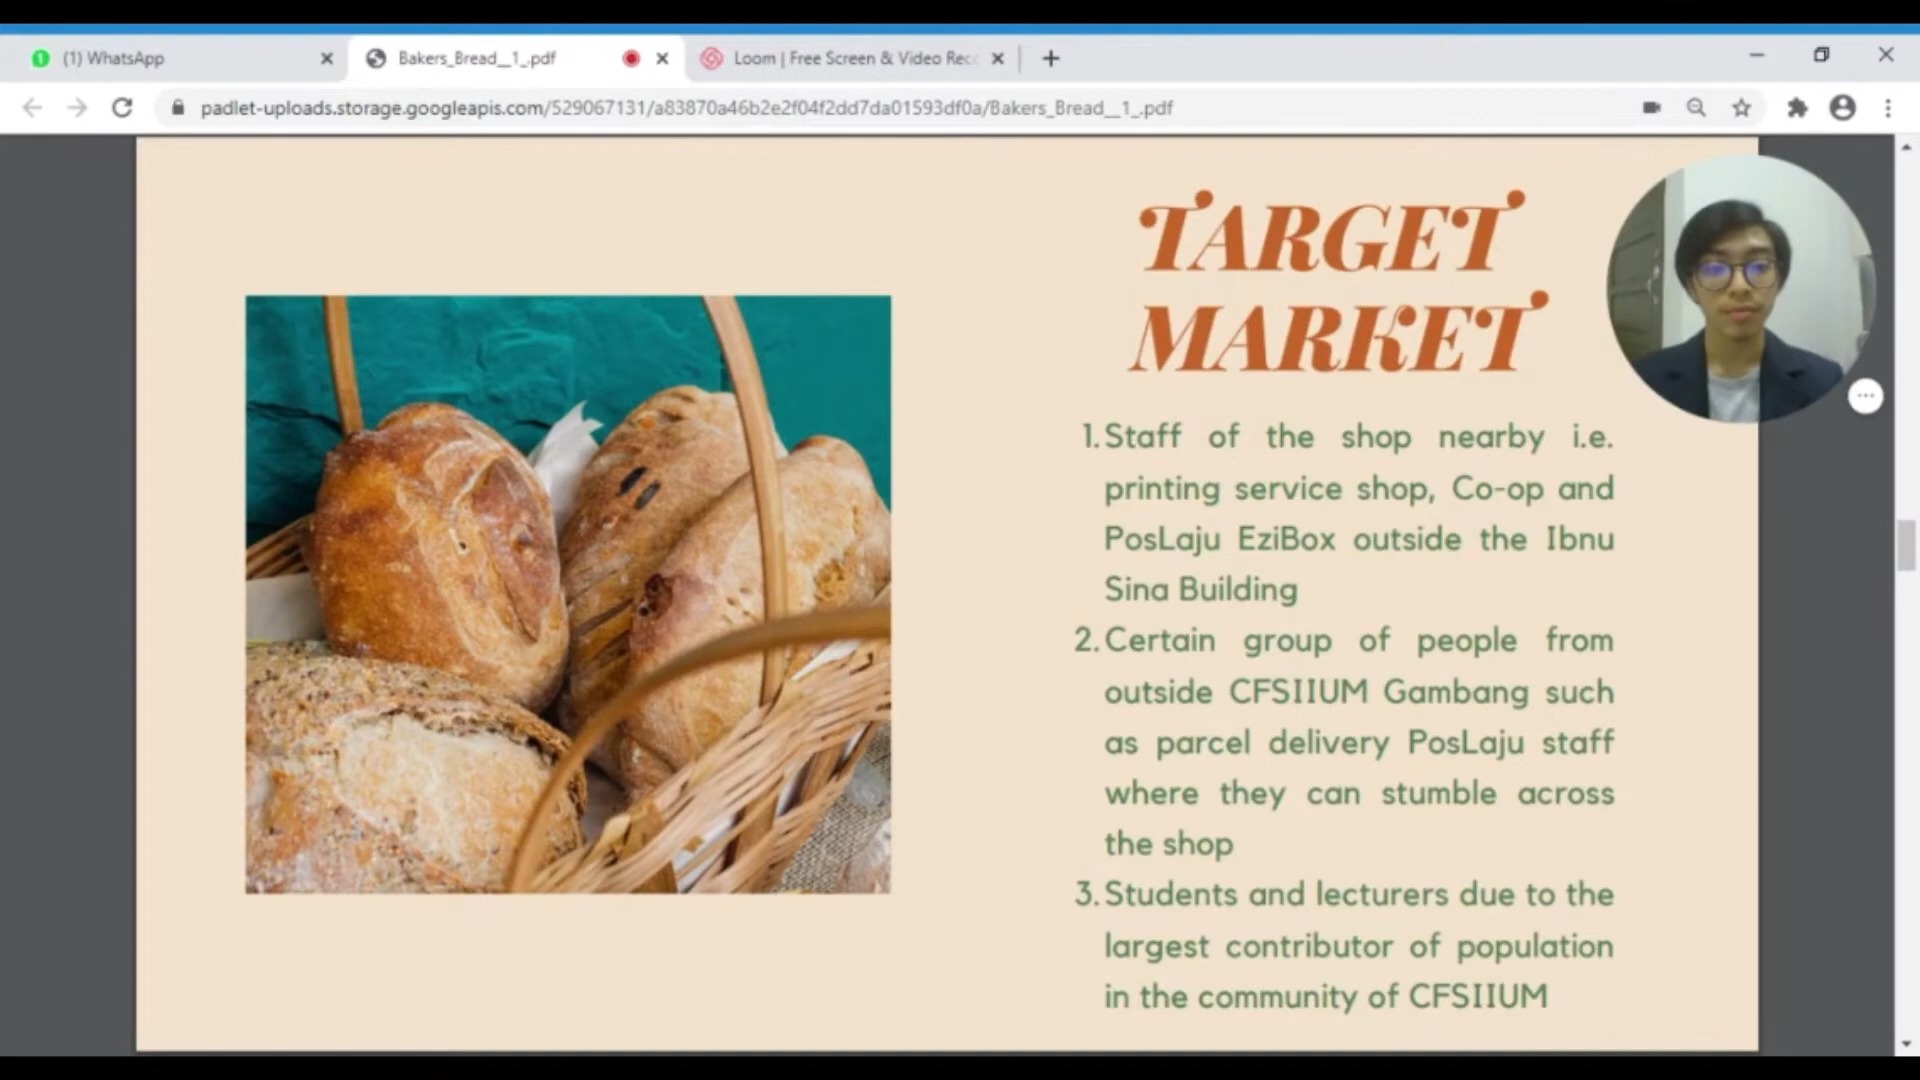 (1) WhatsApp
Bakers_Bread__1_.pdf
Loom | Free Screen & Video Rec
padlet-uploads.storage.googleapis.com/529067131/a83870a46b2e2f04f2dd7da01593df0a/Bakers_Bread__1_.pdf
TARGET
MARKET
1. Staff of the shop nearby i.e.
printing service shop, Co-op and
PosLaju EziBox outside the Ibnu
Sina Building
2. Certain group of people from
outside CFSIIUM Gambang such
as parcel delivery PosLaju staff
where they can stumble across
the shop
3. Students and lecturers due to the
largest contributor of population
in the community of CFSIIUM